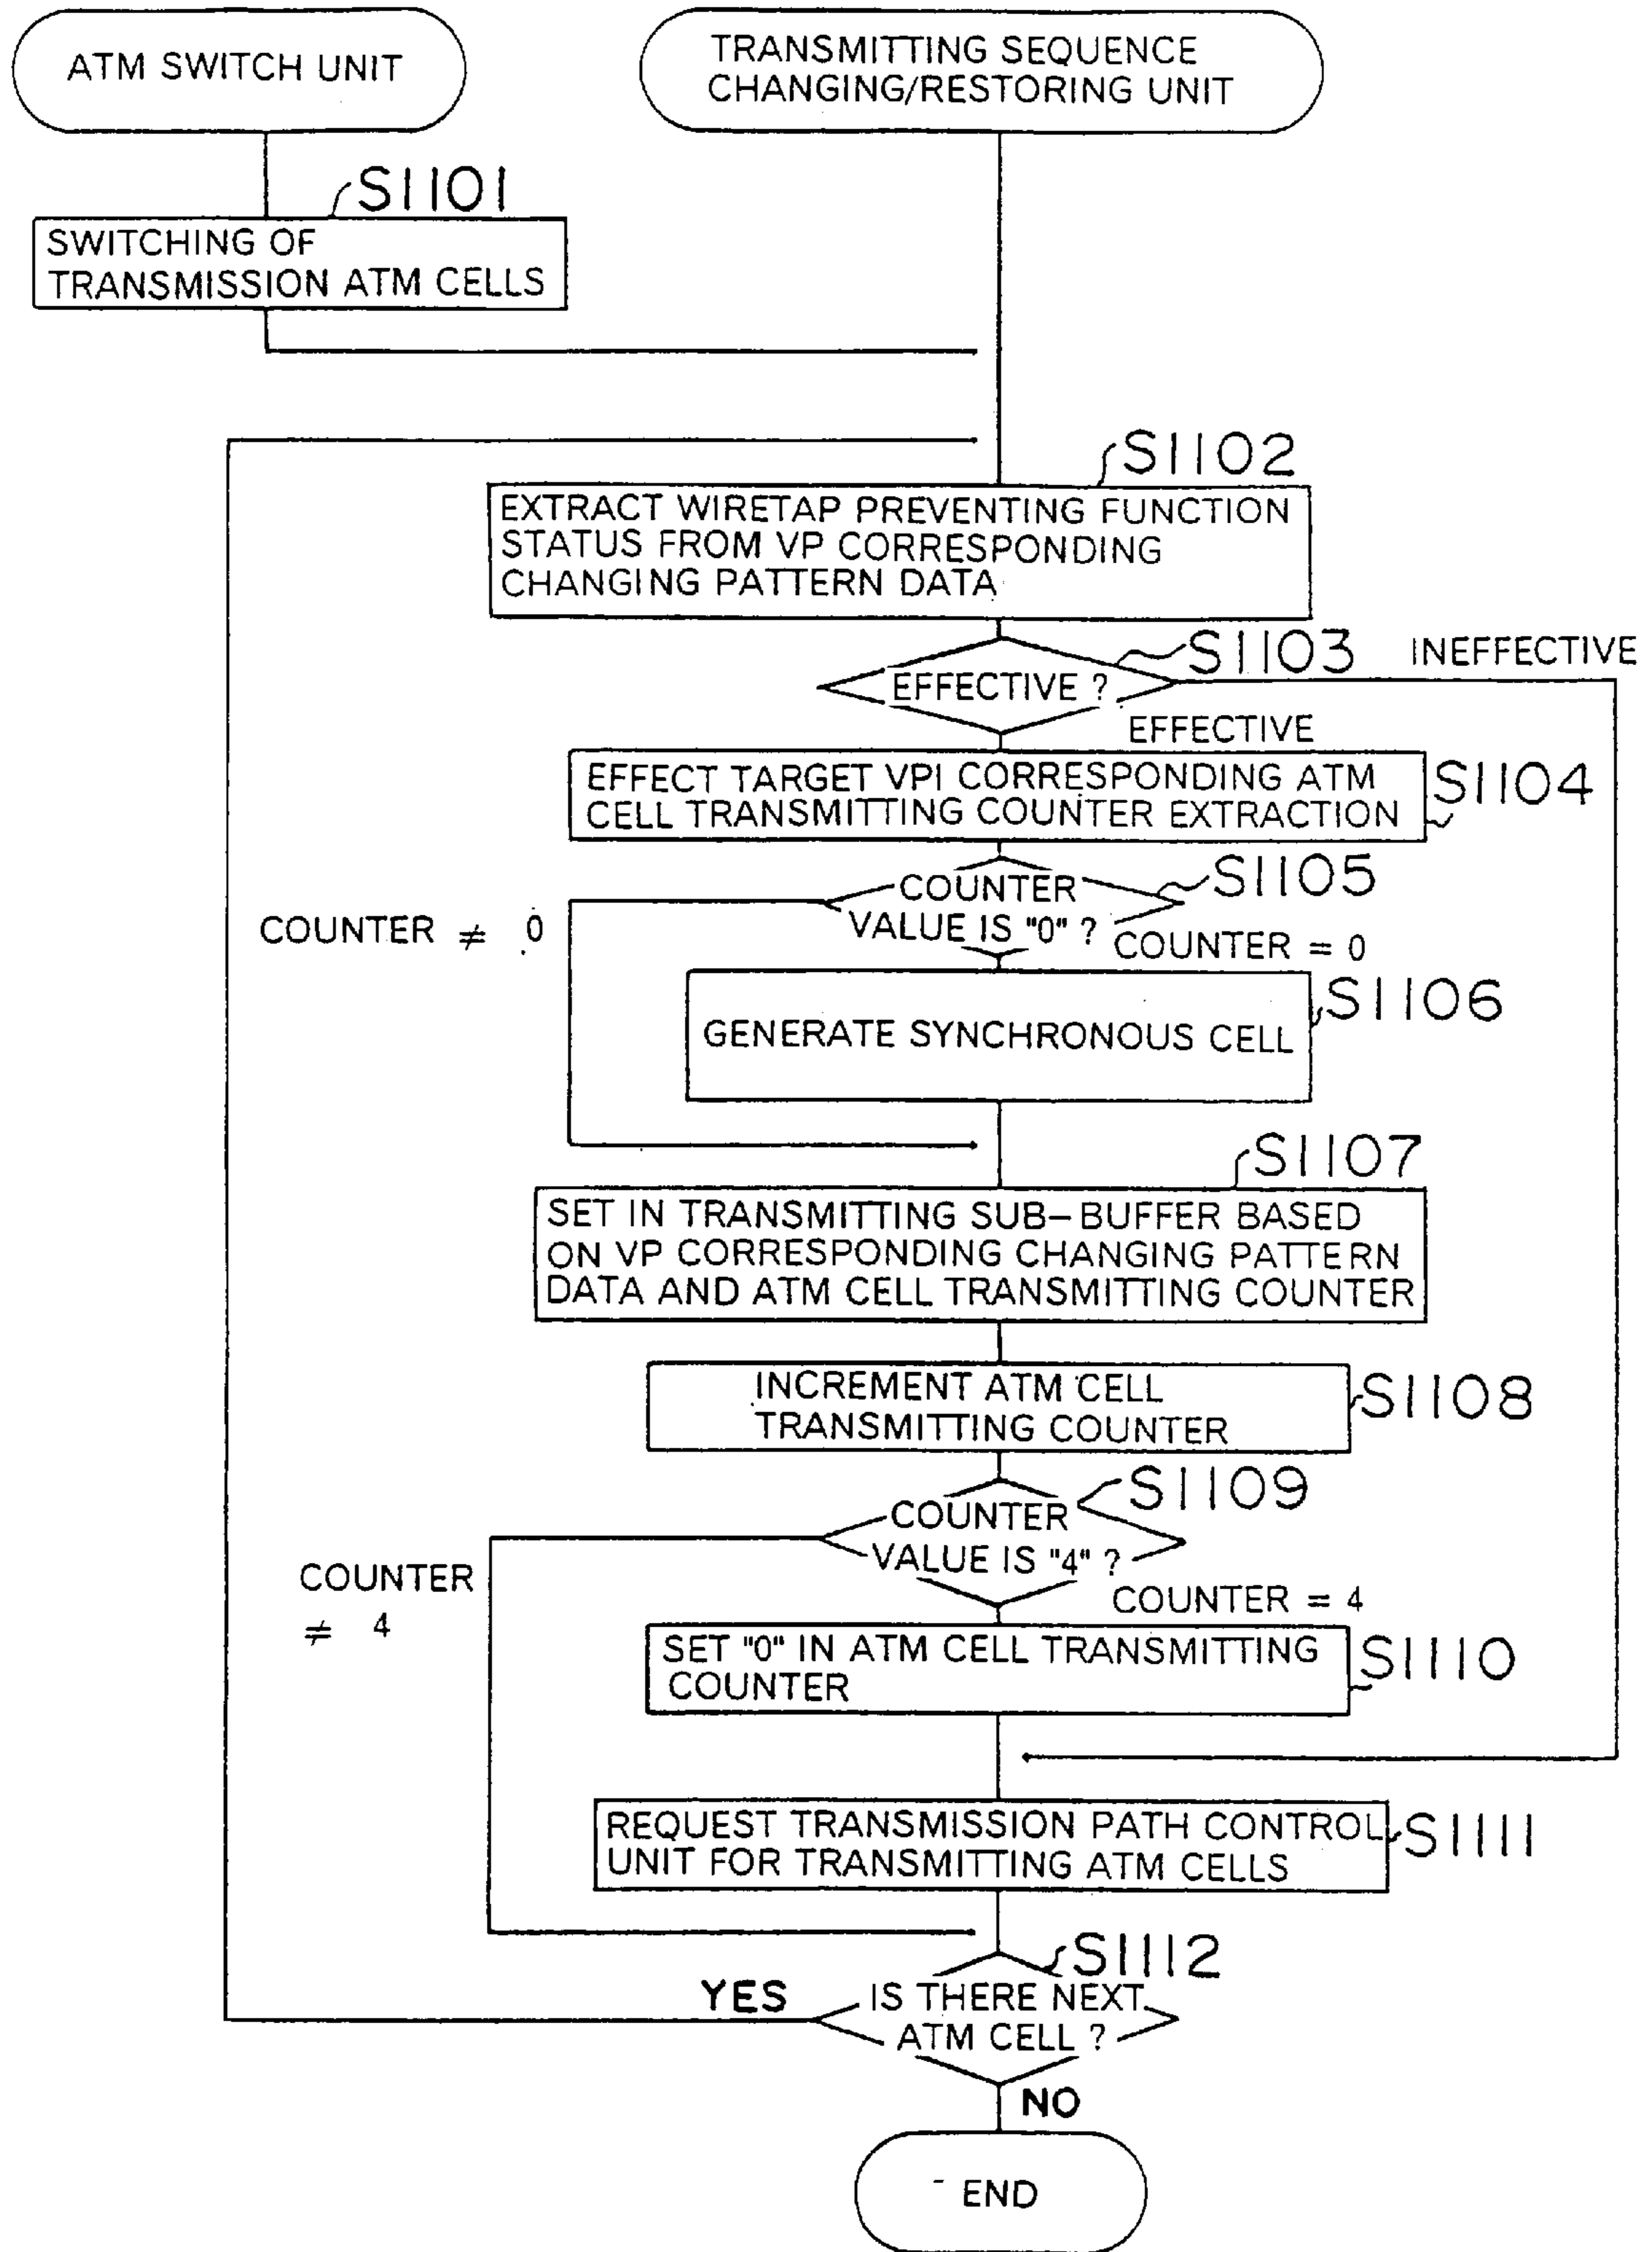 ATM SWITCH UNIT
TRANSMITTING SEQUENCE
CHANGING/RESTORING UNIT
S1101
SWITCHING OF
TRANSMISSION ATM CELLS
S1102
EXTRACT WIRETAP PREVENTING FUNCTION
STATUS FROM VP CORRESPONDING
CHANGING PATTERN DATA
S1103
INEFFECTIVE
EFFECTIVE ?
EFFECTIVE
EFFECT TARGET VPI CORRESPONDING ATM
CELL TRANSMITTING COUNTER EXTRACTION
S1104
S1105
COUNTER
VALUE IS "0" ?
COUNTER ≠ 0
COUNTER = 0
S1106
GENERATE SYNCHRONOUS CELL
S1107
SET IN TRANSMITTING SUB-BUFFER BASED
ON VP CORRESPONDING CHANGING PATTERN
DATA AND ATM CELL TRANSMITTING COUNTER
INCREMENT ATM CELL
TRANSMITTING COUNTER
S1108
S1109
COUNTER
VALUE IS "4" ?
COUNTER
≠ 4
COUNTER = 4
SET "0" IN ATM CELL TRANSMITTING
COUNTER
S1110
REQUEST TRANSMISSION PATH CONTROL
UNIT FOR TRANSMITTING ATM CELLS
S1111
S1112
YES
IS THERE NEXT
ATM CELL ?
NO
END